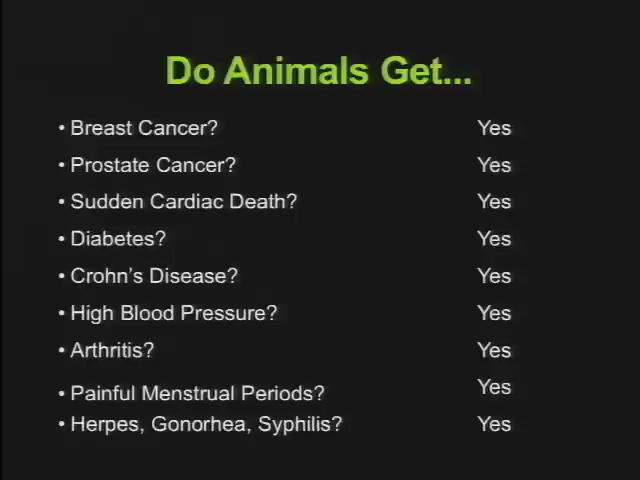 Do Animals Get...
• Breast Cancer? Yes
• Prostate Cancer? Yes
• Sudden Cardiac Death? Yes
• Diabetes? Yes
• Crohn's Disease? Yes
• High Blood Pressure? Yes
• Arthritis? Yes
• Painful Menstrual Periods? Yes
• Herpes, Gonorhea, Syphilis? Yes